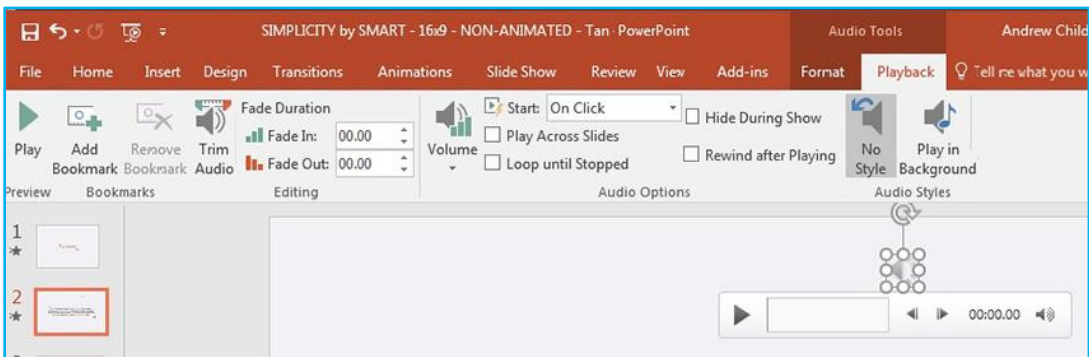 SIMPLICITY by SMART - 16x9 - NON-ANIMATED - Tan - PowerPoint Audio Tools Andrew Child
File Home Insert Design Transitions Animations Slide Show Review View Add-ins Format Playback Tell me what you w
Fade Duration
Start: On Click
Hide During Show
Fade In: 00.00
Play Across Slides
Play Add Bookmark Remove Bookmark Trim Audio
Volume
No Style Play in Background
Fade Out: 00.00
Loop until Stopped
Rewind after Playing
Preview Bookmarks Editing Audio Options Audio Styles
1
2
00:00.00